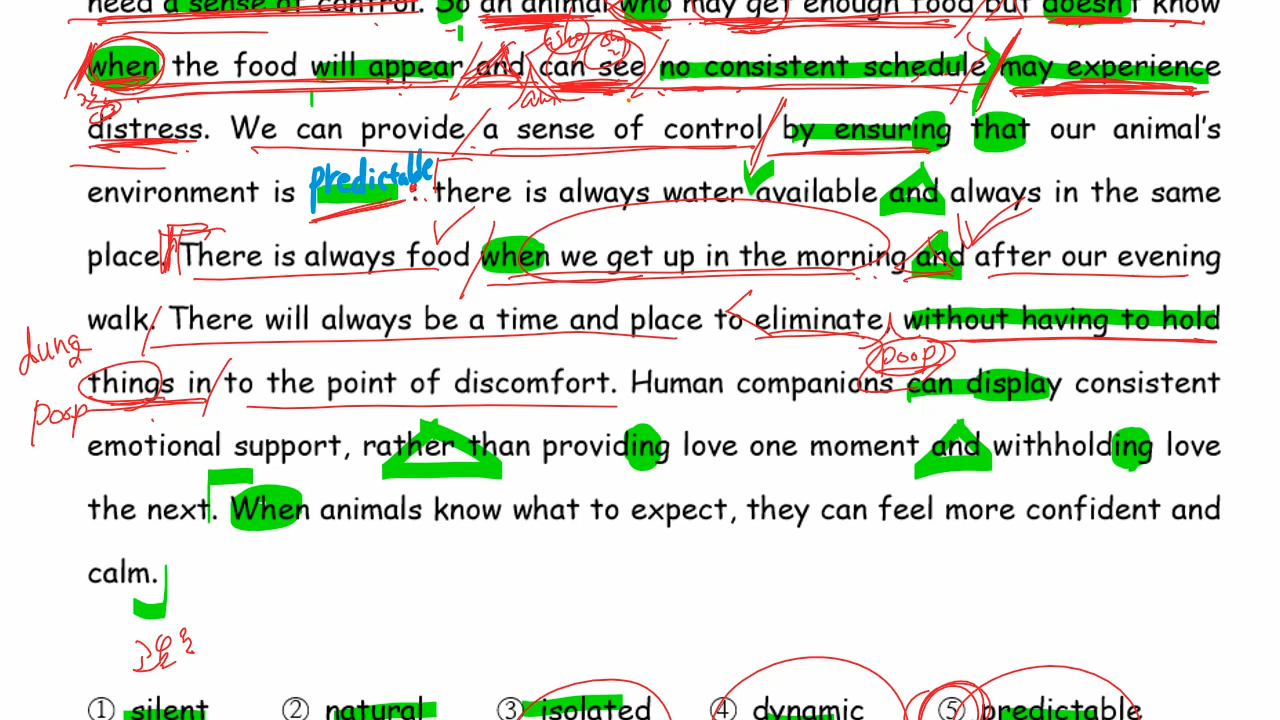 need a sense of control. So an animal who may get enough food but doesn't know
when the food will appear and can see no consistent schedule may experience
distress. We can provide a sense of control by ensuring that our animal's
environment is predictable : there is always water available and always in the same
place. There is always food when we get up in the morning and after our evening
walk. There will always be a time and place to eliminate, without having to hold
dung
poop
things in to the point of discomfort. Human companions can display consistent
poop
emotional support, rather than providing love one moment and withholding love
the next. When animals know what to expect, they can feel more confident and
calm.
① silent ② natural ③ isolated ④ dynamic ⑤ predictable